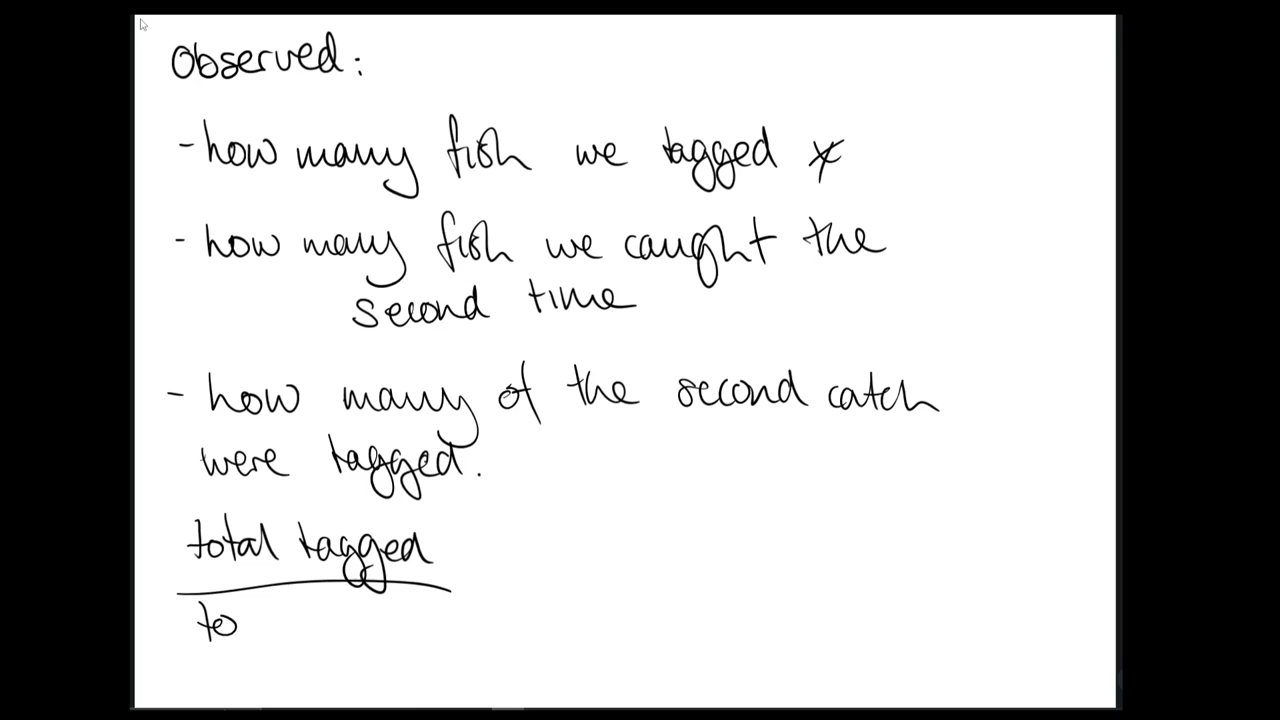 Observed:
- how many fish we tagged
- how many fish we caught the
second time
- how many of the second catch
were tagged.
total tagged
to